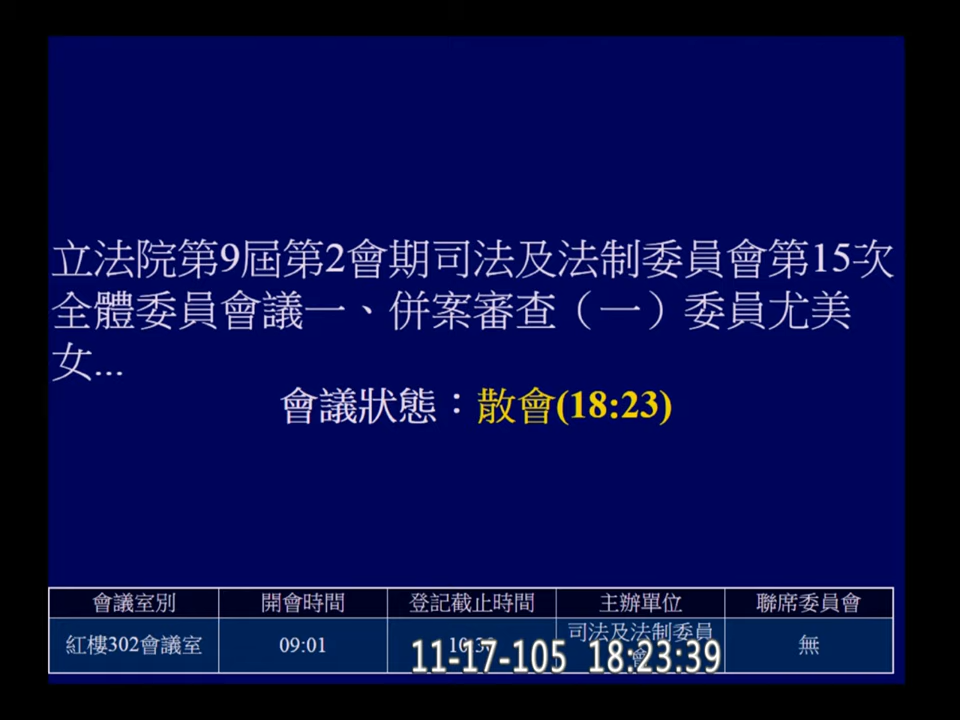 立法院第9屆第2會期司法及法制委員會第15次
全體委員會議一、併案審查（一）委員尤美
女...
會議狀態：散會(18:23)
會議室別 開會時間 登記截止時間 主辦單位 聯席委員會
紅樓302會議室 09:01 10:30 司法及法制委員會 無
11-17-105 18:23:39